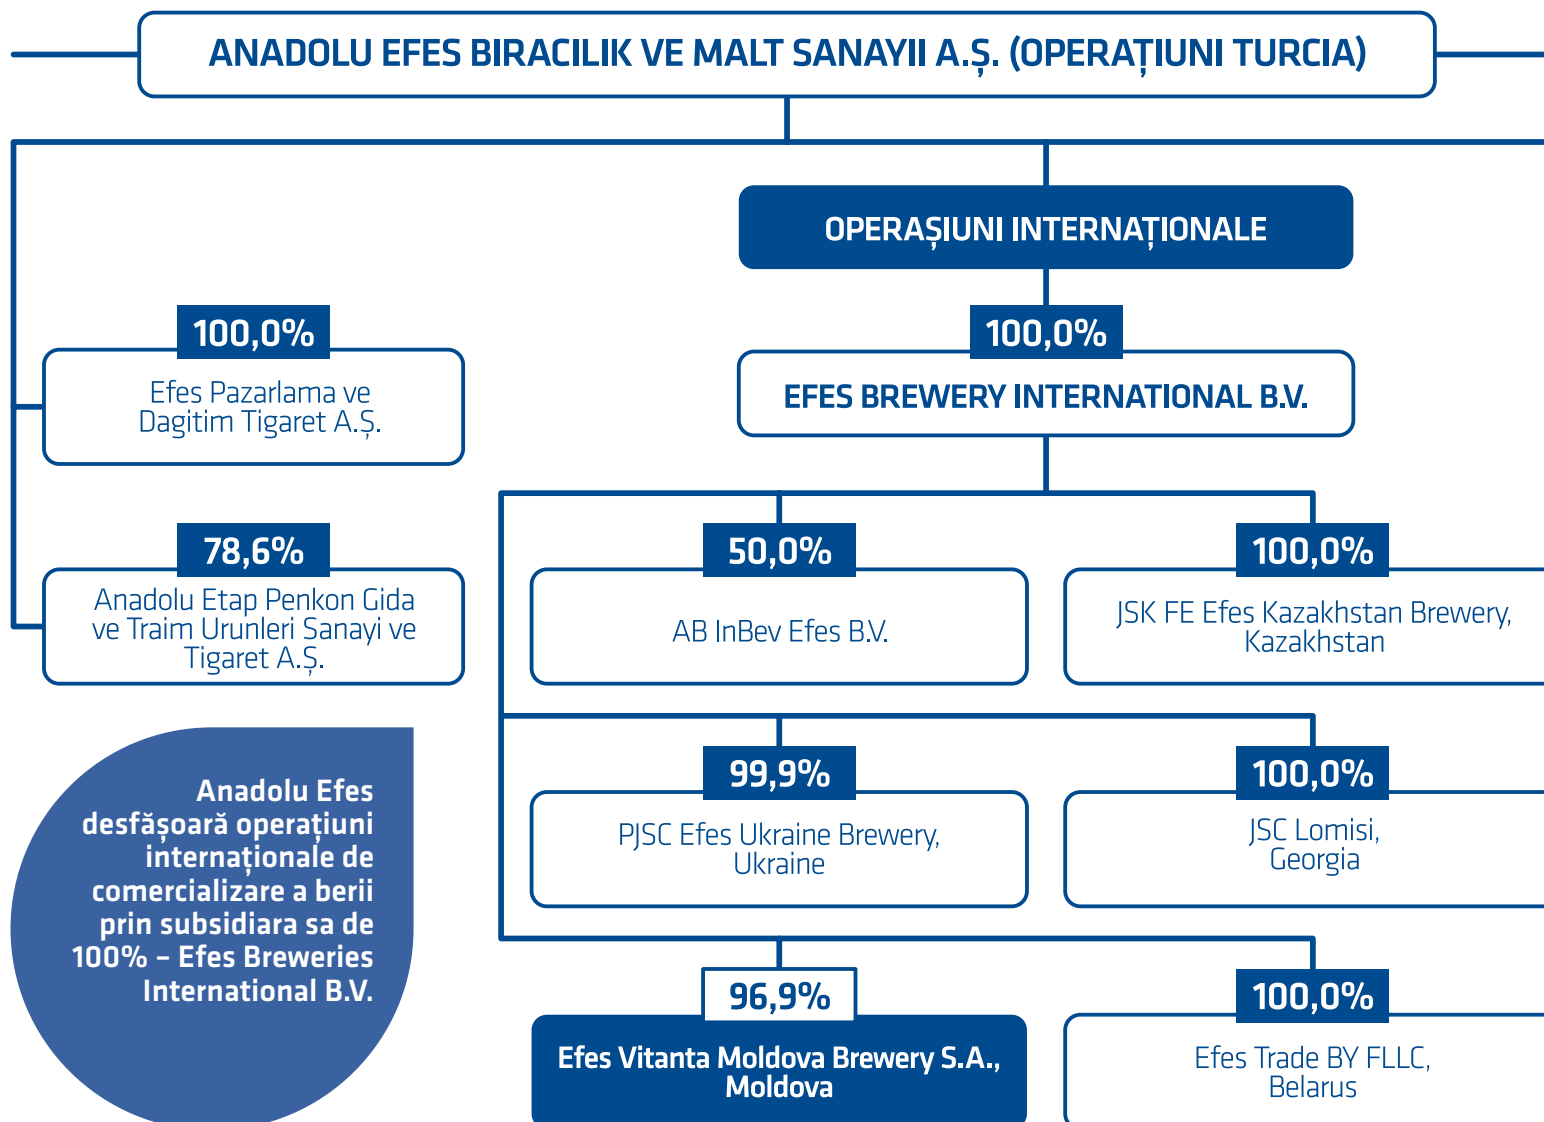 ANADOLU EFES BIRACILIK VE MALT SANAYII A.Ș. (OPERAȚIUNI TURCIA)
OPERAȘIUNI INTERNAȚIONALE
100,0%
EFES BREWERY INTERNATIONAL B.V.
100,0%
Efes Pazarlama ve
Dagitim Tigaret A.Ș.
78,6%
Anadolu Etap Penkon Gida
ve Traim Urunleri Sanayi ve
Tigaret A.Ș.
50,0%
AB InBev Efes B.V.
100,0%
JSK FE Efes Kazakhstan Brewery,
Kazakhstan
99,9%
PJSC Efes Ukraine Brewery,
Ukraine
100,0%
JSC Lomisi,
Georgia
96,9%
Efes Vitanta Moldova Brewery S.A.,
Moldova
100,0%
Efes Trade BY FLLC,
Belarus
Anadolu Efes
desfășoară operațiuni
internaționale de
comercializare a berii
prin subsidiara sa de
100% – Efes Breweries
International B.V.